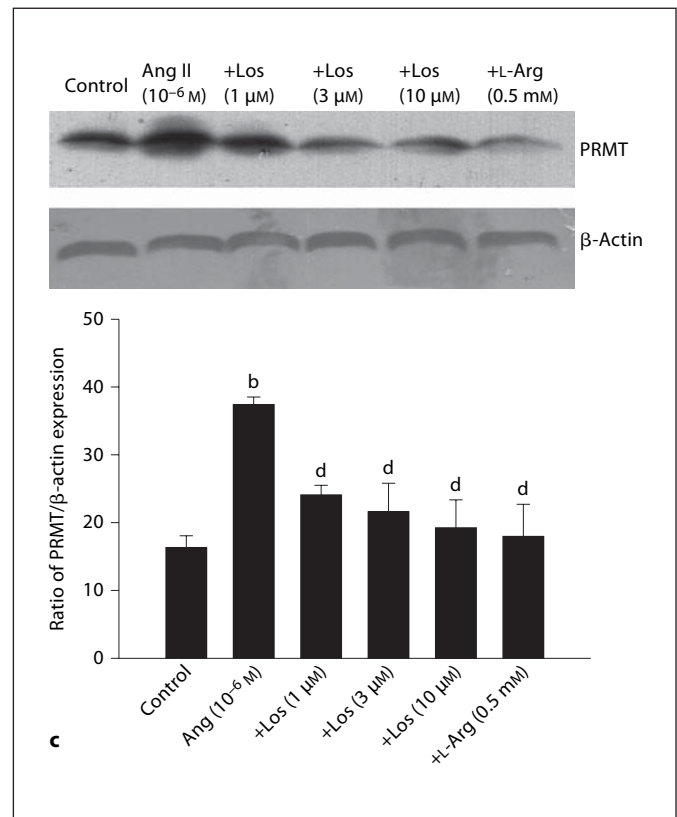 Control Ang II (10⁻⁶ M) +Los (1 μM) +Los (3 μM) +Los (10 μM) +L-Arg (0.5 mM)
PRMT
β-Actin
Ratio of PRMT/β-actin expression
50
40
30
20
10
0
b
d
d
d
d
Control
Ang (10⁻⁶ M)
+Los (1 μM)
+Los (3 μM)
+Los (10 μM)
+L-Arg (0.5 mM)
c